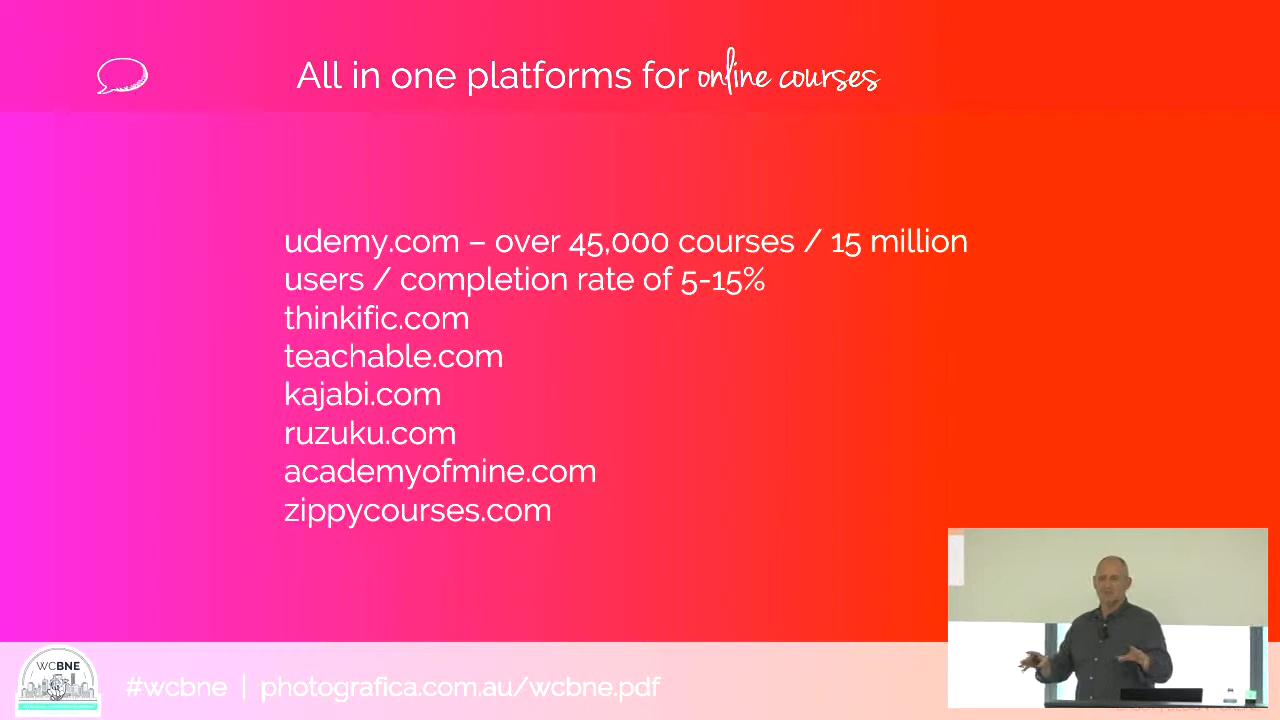 All in one platforms for online courses
udemy.com – over 45,000 courses / 15 million
users / completion rate of 5-15%
thinkific.com
teachable.com
kajabi.com
ruzuku.com
academyofmine.com
zippycourses.com
WCBNE
#wcbne | photografica.com.au/wcbne.pdf